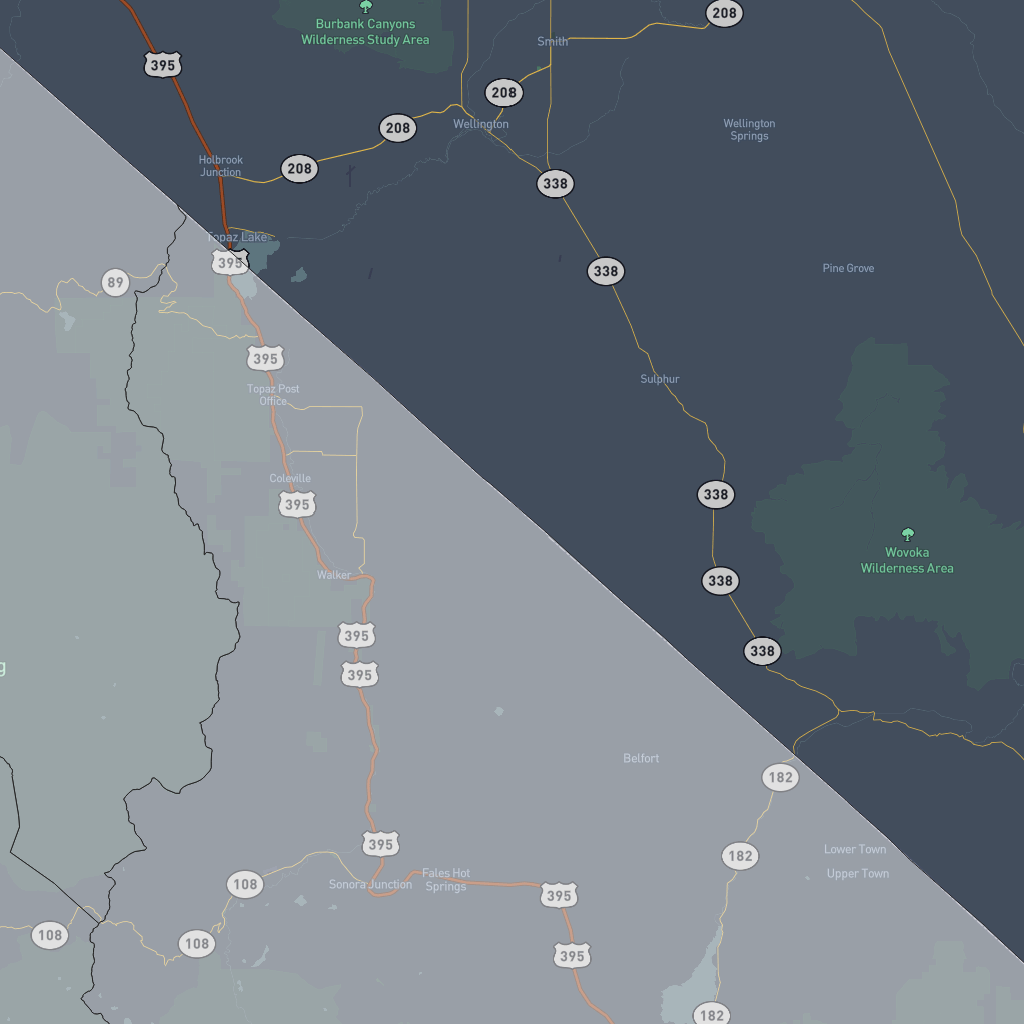 208
Burbank Canyons
Wilderness Study Area
Smith
395
208
Wellington
208
Wellington
Springs
Holbrook
Junction
208
338
Topaz Lake
395
338
Pine Grove
89
395
Sulphur
Topaz Post
Office
Coleville
338
395
Wovoka
Wilderness Area
Walker
338
395
338
g
395
Belfort
182
395
Lower Town
182
Upper Town
Fales Hot
Springs
Sonora Junction
108
395
108
108
395
182